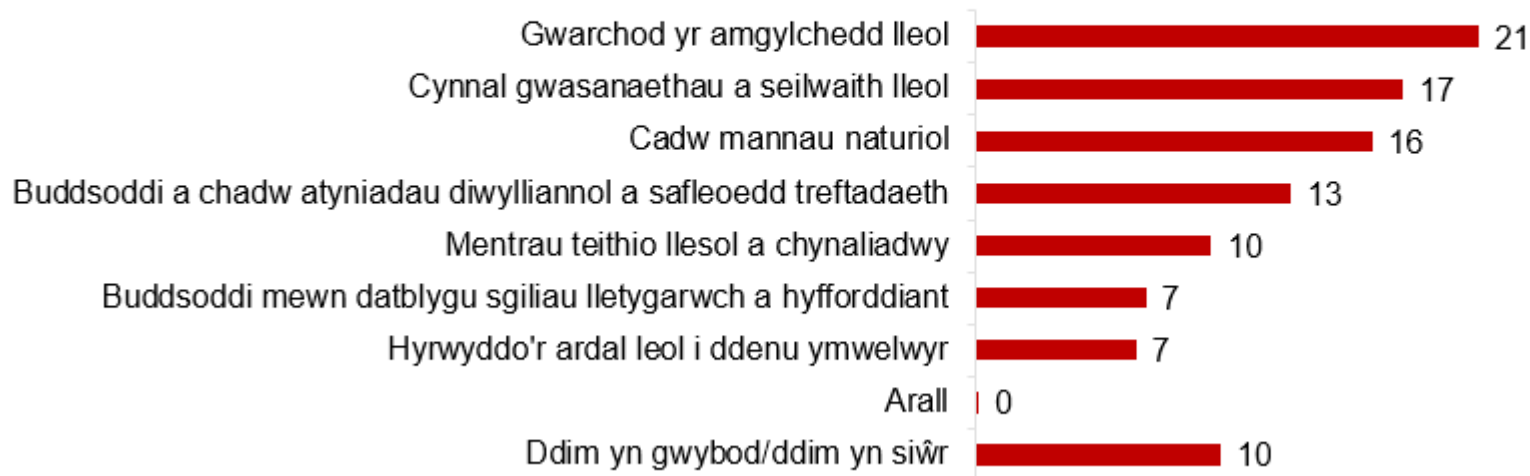 Gwarchod yr amgylchedd lleol 21
Cynnal gwasanaethau a seilwaith lleol 17
Cadw mannau naturiol 16
Buddsoddi a chadw atyniadau diwylliannol a safleoedd treftadaeth 13
Mentrau teithio llesol a chynaliadwy 10
Buddsoddi mewn datblygu sgiliau lletygarwch a hyfforddiant 7
Hyrwyddo'r ardal leol i ddenu ymwelwyr 7
Arall 0
Ddim yn gwybod/ddim yn siŵr 10